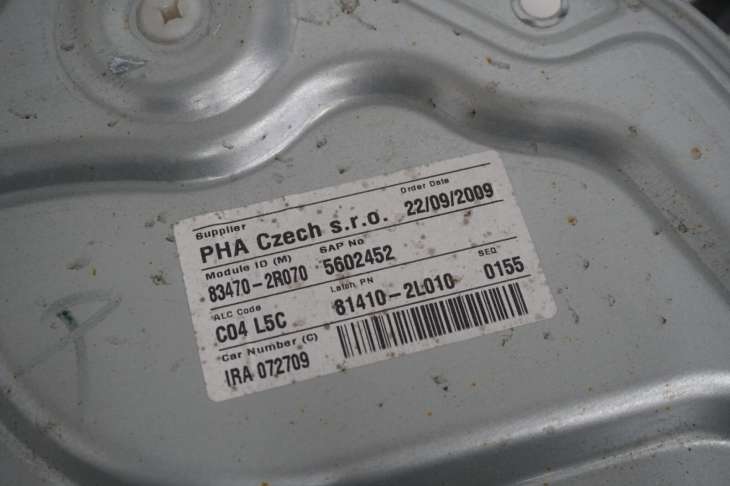 Supplier Order Date
PHA Czech s.r.o. 22/09/2009
Module ID (M) SAP No
83470-2R070 5602452
ALC Code Latch PN SEQ
C04 L5C 81410-2L010 0155
Car Number (C)
IRA 072709